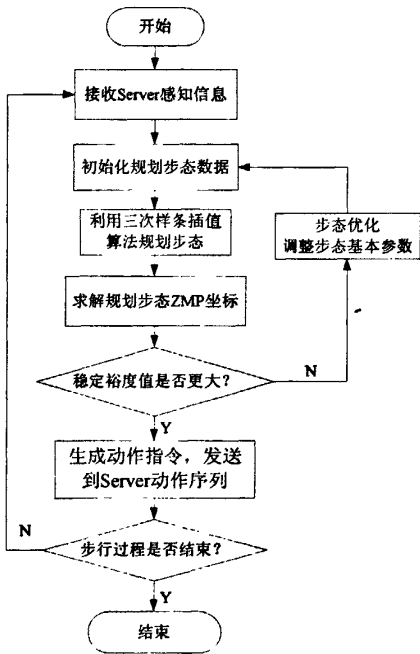 开始
接收Server感知信息
初始化规划步态数据
利用三次样条插值
算法规划步态
步态优化
调整步态基本参数
求解规划步态ZMP坐标
稳定裕度值是否更大?
N
Y
生成动作指令，发送
到Server动作序列
N
步行过程是否结束?
Y
结束